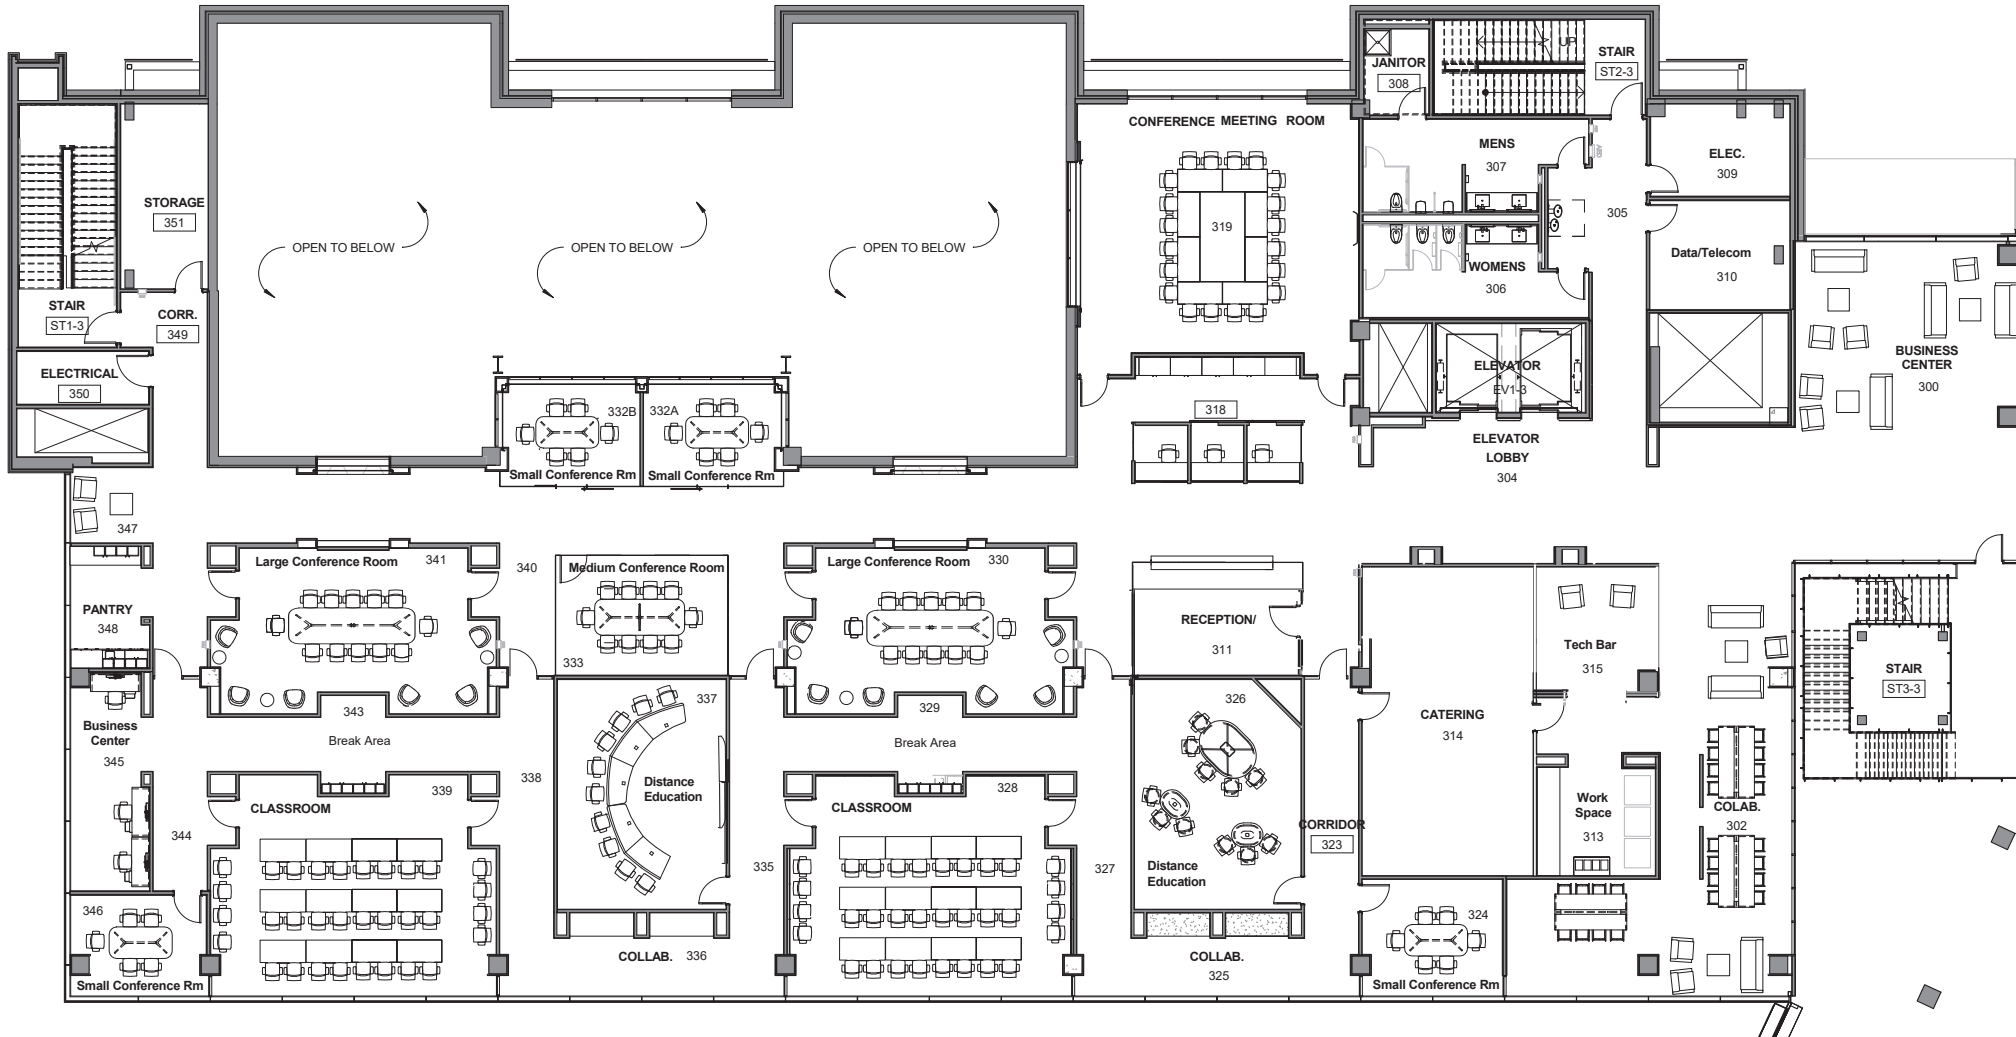 JANITOR
308
UP
STAIR
ST2-3
CONFERENCE MEETING ROOM
319
MENS
307
AED
ELEC.
309
STORAGE
351
305
OPEN TO BELOW
OPEN TO BELOW
OPEN TO BELOW
Data/Telecom
310
WOMENS
306
STAIR
ST1-3
CORR.
349
ELECTRICAL
350
ELEVATOR
EV1-3
BUSINESS
CENTER
300
332B
332A
Small Conference Rm
Small Conference Rm
318
ELEVATOR
LOBBY
304
347
Large Conference Room
341
340
Medium Conference Room
333
Large Conference Room
330
PANTRY
348
RECEPTION/
311
Tech Bar
315
STAIR
ST3-3
Business
Center
345
343
Break Area
337
329
Break Area
326
CATERING
314
338
Distance
Education
339
CLASSROOM
328
CLASSROOM
Work
Space
313
COLAB.
302
344
335
327
CORRIDOR
323
Distance
Education
346
Small Conference Rm
COLLAB. 336
COLLAB.
325
324
Small Conference Rm